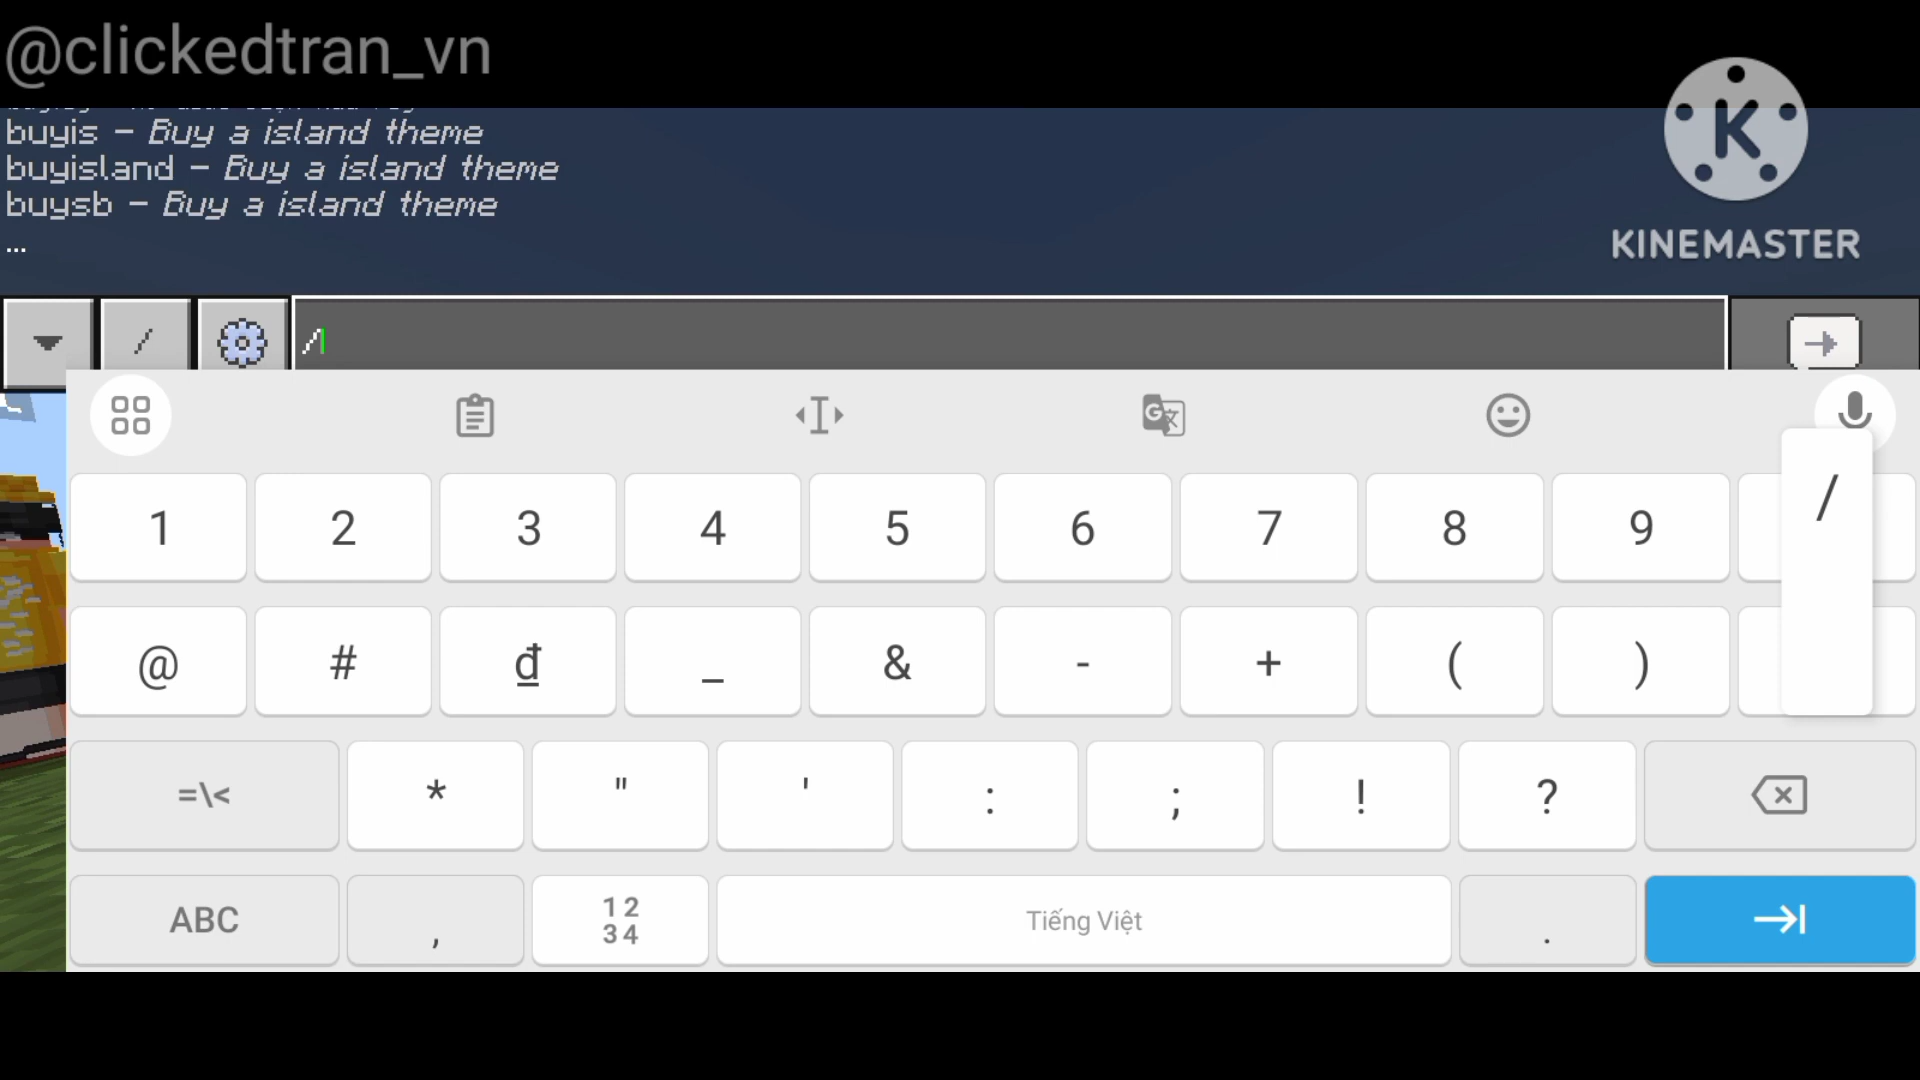 @clickedtran_vn
buyis - Buy a island theme
buyisland - Buy a island theme
buysb - Buy a island theme
...
K
KINEMASTER
/
/
1 2 3 4 5 6 7 8 9
/
@ # ₫ _ & - + ( )
=\< * " ' : ; ! ?
ABC , 1 2 3 4 Tiếng Việt .